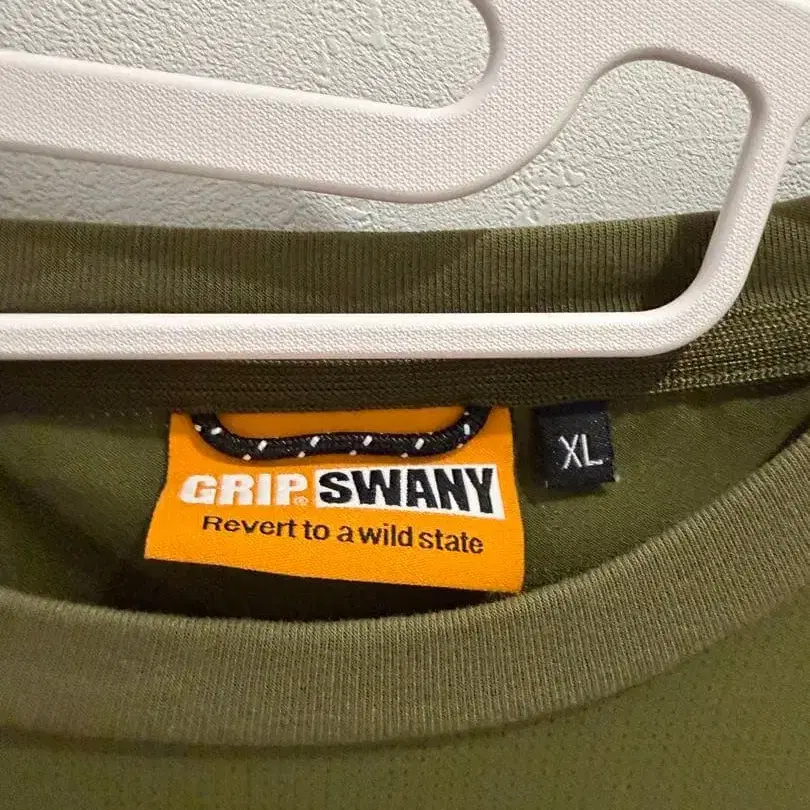 GRIP® SWANY
Revert to a wild state
XL